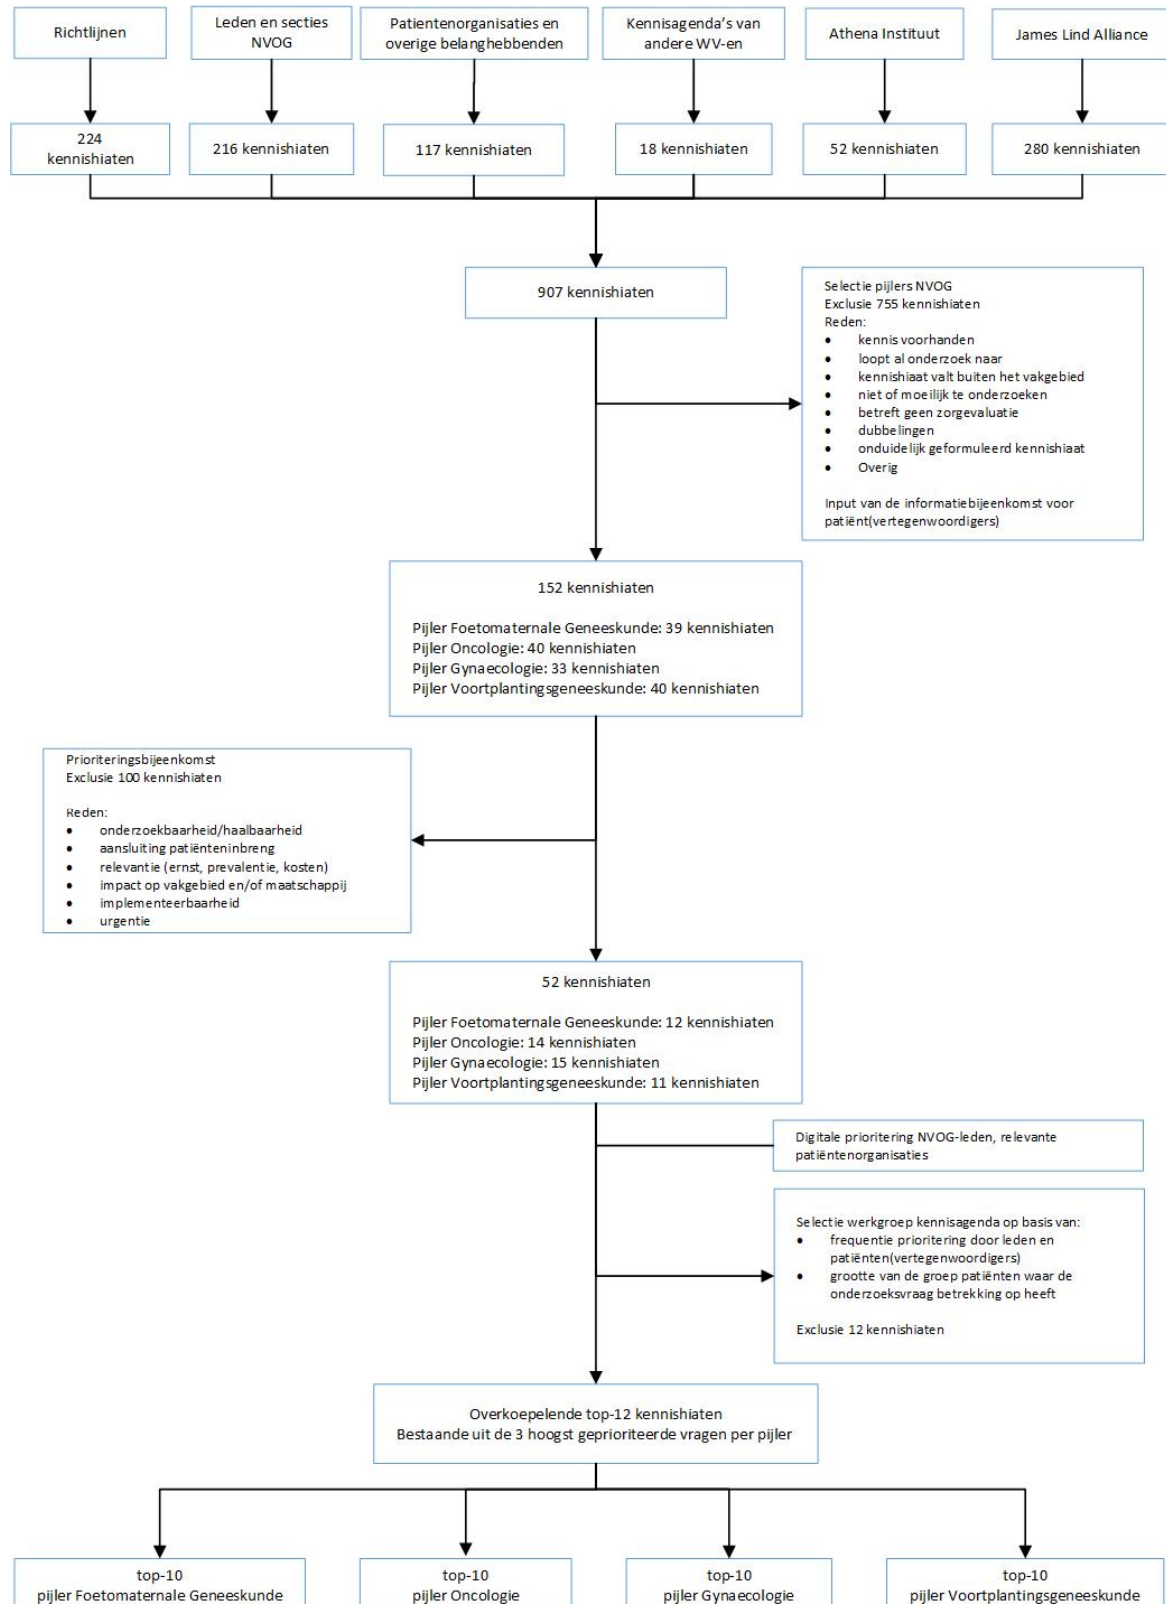 Richtlijnen
Leden en secties
NVOG
Patientenorganisaties en
overige belanghebbenden
Kennisagenda's van
andere WV-en
Athena Instituut
James Lind Alliance
224
kennishiaten
216 kennishiaten
117 kennishiaten
18 kennishiaten
52 kennishiaten
280 kennishiaten
907 kennishiaten
Selectie pijlers NVOG
Exclusie 755 kennishiaten
Reden:
• kennis voorhanden
• loopt al onderzoek naar
• kennishiaat valt buiten het vakgebied
• niet of moeilijk te onderzoeken
• betreft geen zorgevaluatie
• dubbelingen
• onduidelijk geformuleerd kennishiaat
• Overig
Input van de informatiebijeenkomst voor
patiënt(vertegenwoordigers)
152 kennishiaten
Pijler Foetomaternale Geneeskunde: 39 kennishiaten
Pijler Oncologie: 40 kennishiaten
Pijler Gynaecologie: 33 kennishiaten
Pijler Voortplantingsgeneeskunde: 40 kennishiaten
Prioriteringsbijeenkomst
Exclusie 100 kennishiaten
Reden:
• onderzoekbaarheid/haalbaarheid
• aansluiting patiënteninbreng
• relevantie (ernst, prevalentie, kosten)
• impact op vakgebied en/of maatschappij
• implementeerbaarheid
• urgentie
52 kennishiaten
Pijler Foetomaternale Geneeskunde: 12 kennishiaten
Pijler Oncologie: 14 kennishiaten
Pijler Gynaecologie: 15 kennishiaten
Pijler Voortplantingsgeneeskunde: 11 kennishiaten
Digitale prioritering NVOG-leden, relevante
patiëntenorganisaties
Selectie werkgroep kennisagenda op basis van:
• frequentie prioritering door leden en
patiënten(vertegenwoordigers)
• grootte van de groep patiënten waar de
onderzoeksvraag betrekking op heeft
Exclusie 12 kennishiaten
Overkoepelende top-12 kennishiaten
Bestaande uit de 3 hoogst geprioriteerde vragen per pijler
top-10
pijler Foetomaternale Geneeskunde
top-10
pijler Oncologie
top-10
pijler Gynaecologie
top-10
pijler Voortplantingsgeneeskunde